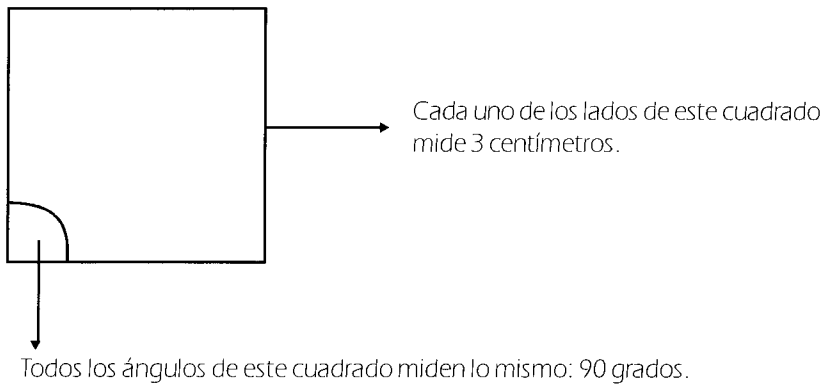 Cada uno de los lados de este cuadrado
mide 3 centímetros.
Todos los ángulos de este cuadrado miden lo mismo: 90 grados.